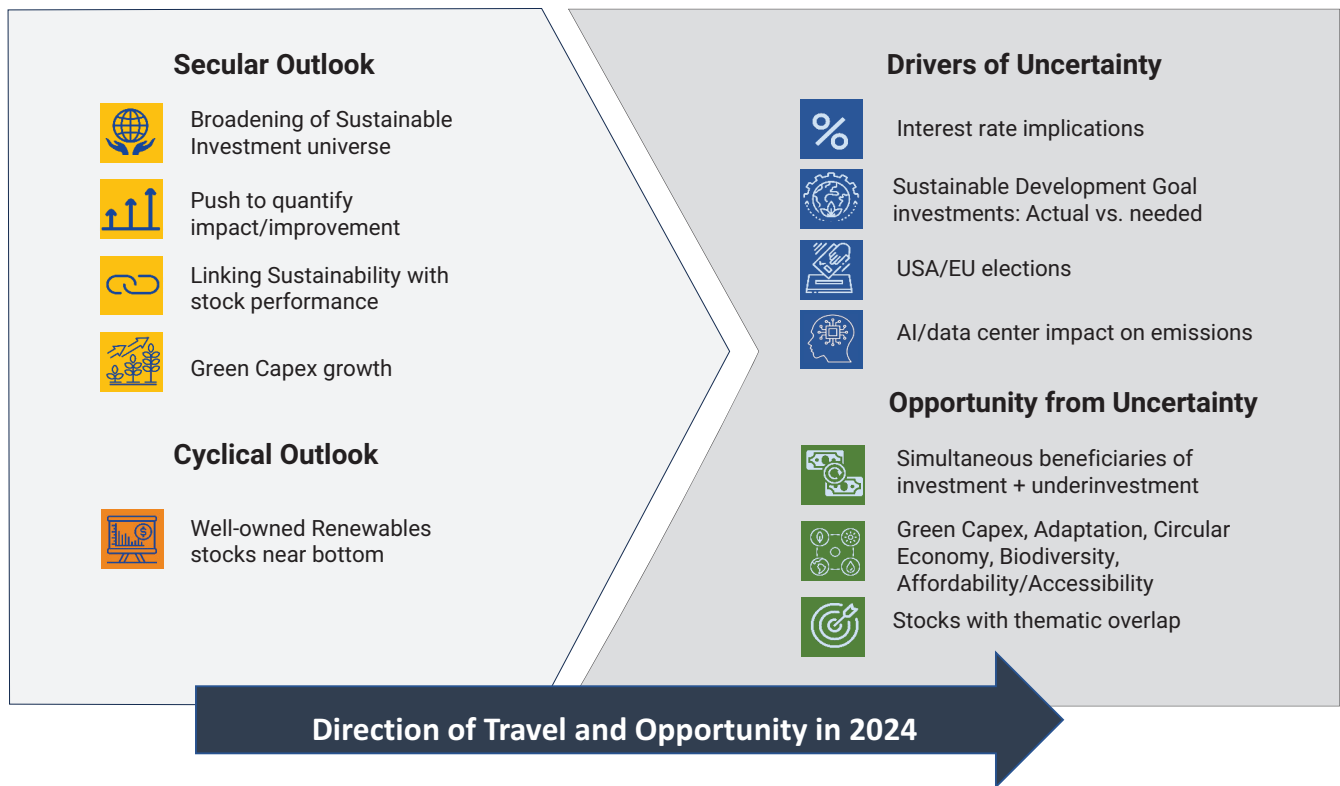 Secular Outlook
Broadening of Sustainable
Investment universe
Push to quantify
impact/improvement
Linking Sustainability with
stock performance
Green Capex growth
Cyclical Outlook
Well-owned Renewables
stocks near bottom
Drivers of Uncertainty
%
Interest rate implications
Sustainable Development Goal
investments: Actual vs. needed
USA/EU elections
AI/data center impact on emissions
Opportunity from Uncertainty
Simultaneous beneficiaries of
investment + underinvestment
Green Capex, Adaptation, Circular
Economy, Biodiversity,
Affordability/Accessibility
Stocks with thematic overlap
Direction of Travel and Opportunity in 2024